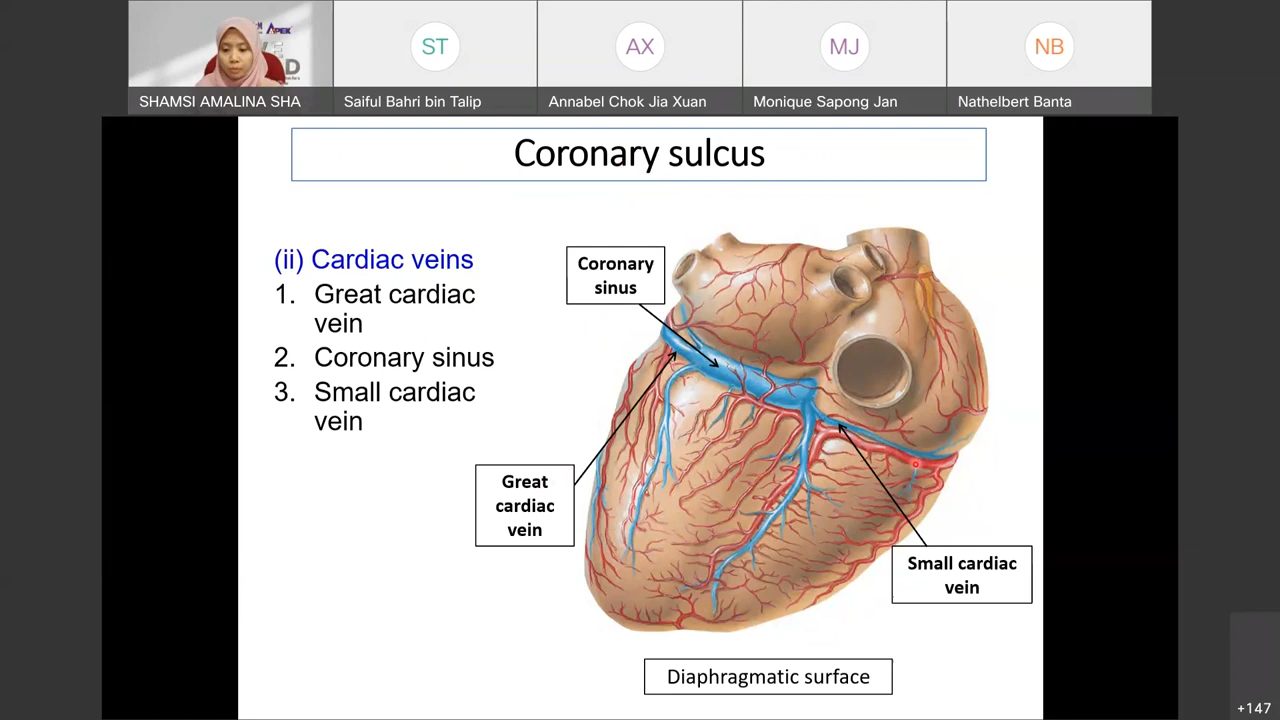 APEK
ST
AX
MJ
NB
SHAMSI AMALINA SHA
Saiful Bahri bin Talip
Annabel Chok Jia Xuan
Monique Sapong Jan
Nathelbert Banta
Coronary sulcus
(ii) Cardiac veins
1. Great cardiac
vein
2. Coronary sinus
3. Small cardiac
vein
Coronary
sinus
Great
cardiac
vein
Small cardiac
vein
Diaphragmatic surface
+147